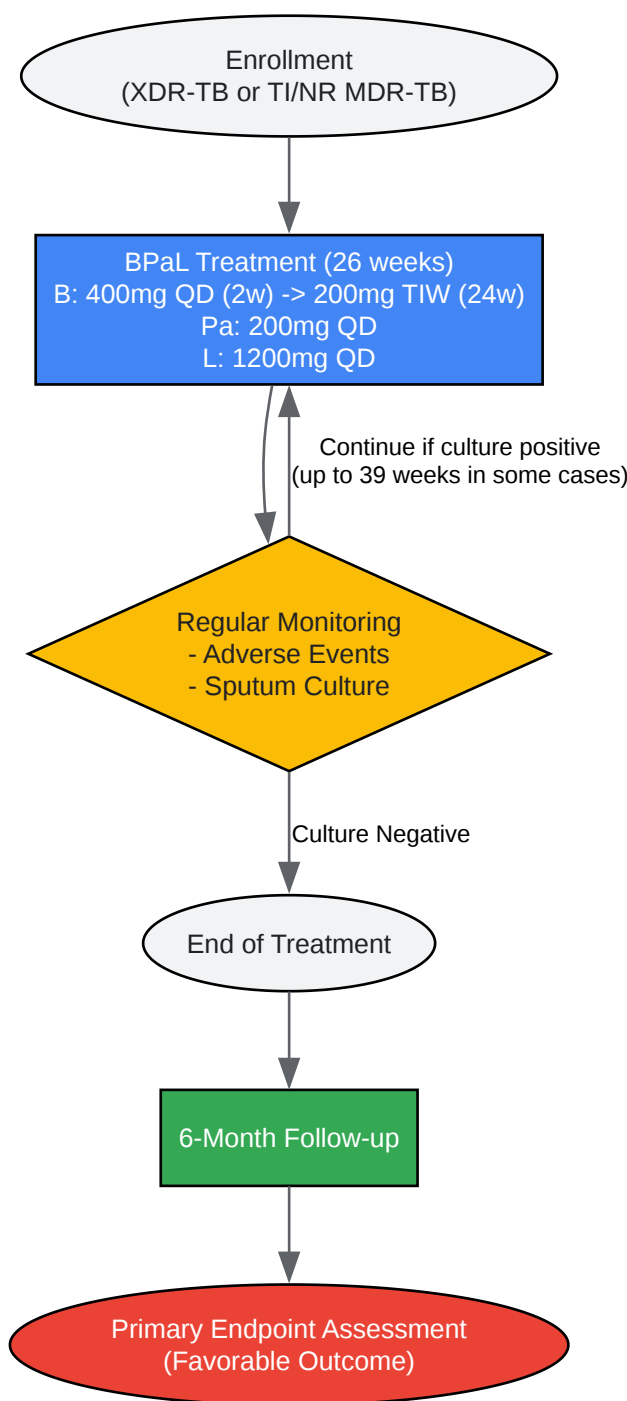 Enrollment
(XDR-TB or TI/NR MDR-TB)
BPaL Treatment (26 weeks)
B: 400mg QD (2w) -> 200mg TIW (24w)
Pa: 200mg QD
L: 1200mg QD
Continue if culture positive
(up to 39 weeks in some cases)
Regular Monitoring
- Adverse Events
- Sputum Culture
Culture Negative
End of Treatment
6-Month Follow-up
Primary Endpoint Assessment
(Favorable Outcome)